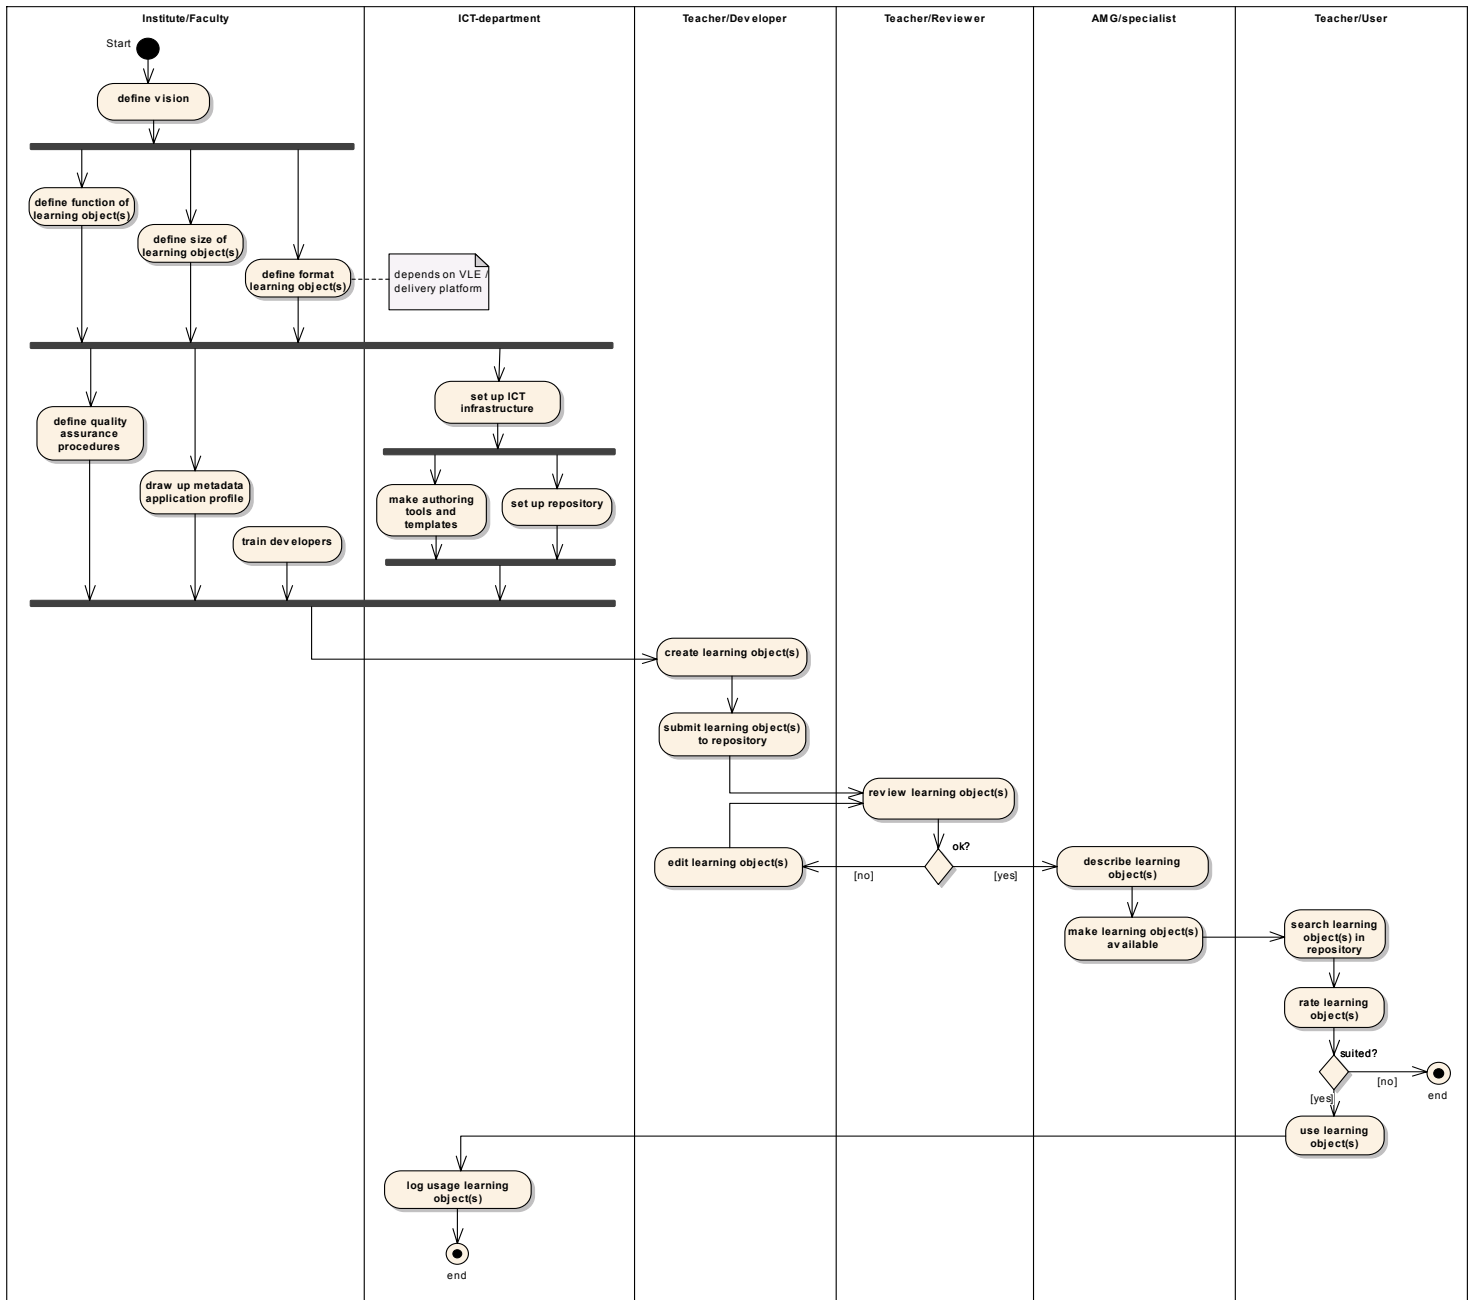 Institute/Faculty
ICT-department
Teacher/Developer
Teacher/Reviewer
AMG/specialist
Teacher/User
Start
define vision
define function of
learning object(s)
define size of
learning object(s)
define format
learning object(s)
depends on VLE /
delivery platform
set up ICT
infrastructure
define quality
assurance
procedures
draw up metadata
application profile
make authoring
tools and
templates
set up repository
train developers
create learning object(s)
submit learning object(s)
to repository
review learning object(s)
ok?
edit learning object(s)
[no]
[yes]
describe learning
object(s)
make learning object(s)
available
search learning
object(s) in
repository
rate learning
object(s)
suited?
[no]
end
[yes]
use learning
object(s)
log usage learning
object(s)
end